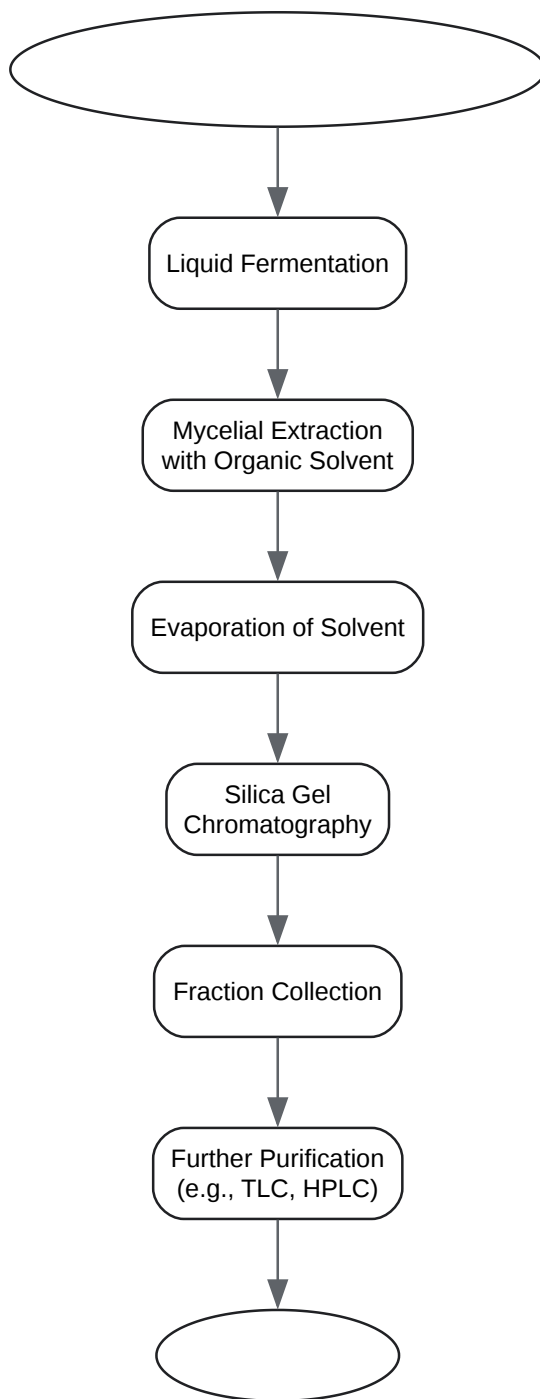 Liquid Fermentation
Mycelial Extraction
with Organic Solvent
Evaporation of Solvent
Silica Gel
Chromatography
Fraction Collection
Further Purification
(e.g., TLC, HPLC)